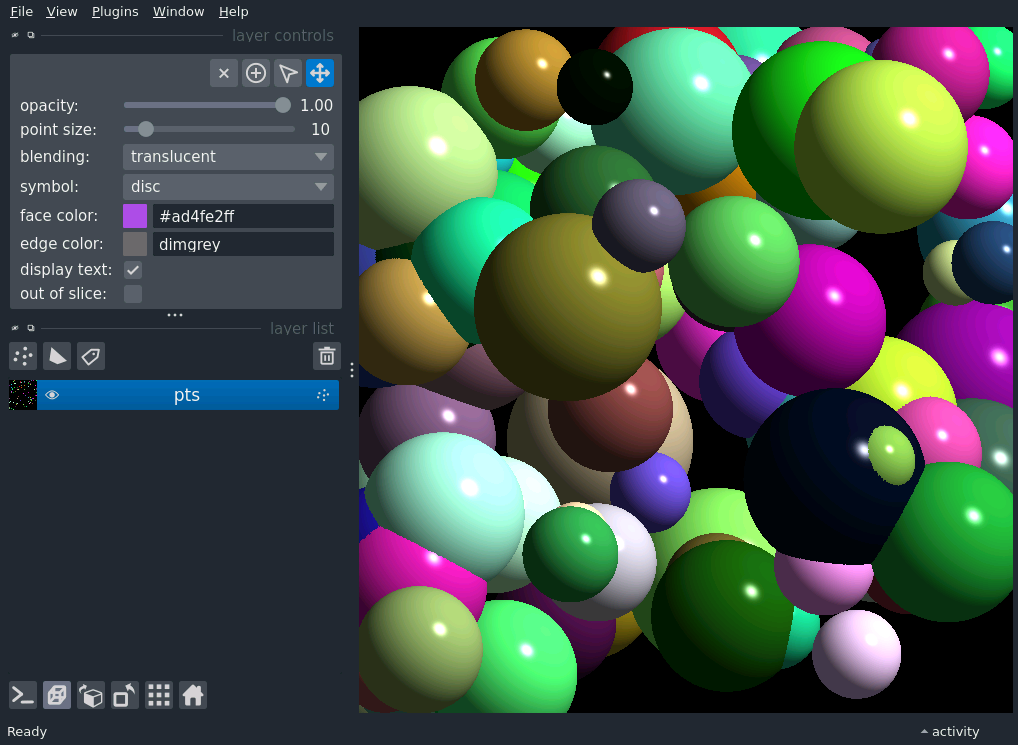 File View Plugins Window Help
layer controls
opacity: 1.00
point size: 10
blending: translucent
symbol: disc
face color: #ad4fe2ff
edge color: dimgrey
display text:
out of slice:
layer list
pts
Ready
activity